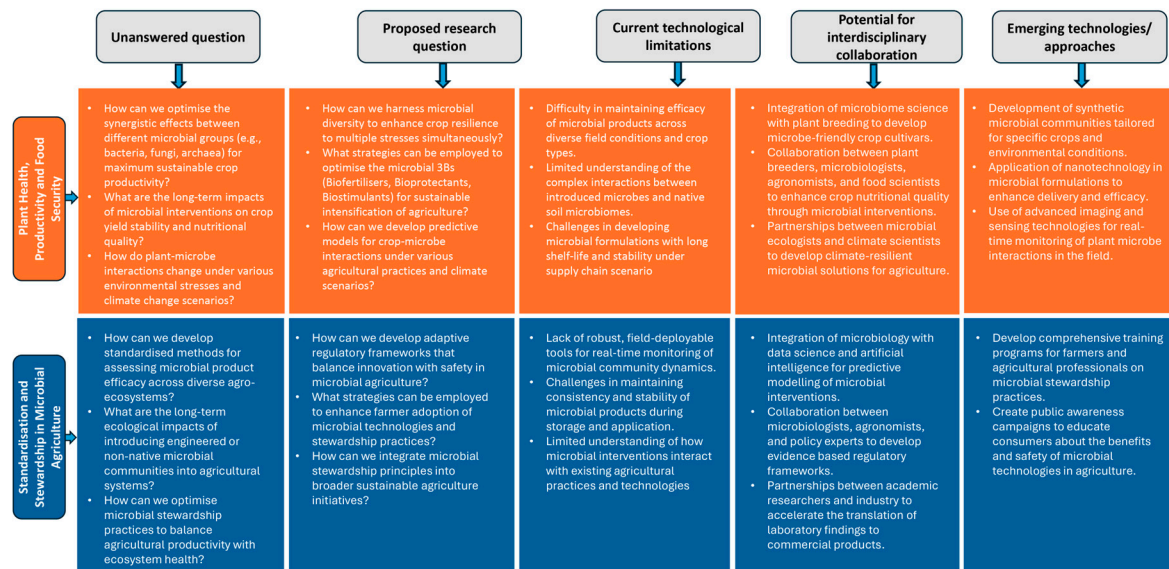 Unanswered question
Proposed research
question
Current technological
limitations
Potential for
interdisciplinary
collaboration
Emerging technologies/
approaches
Plant Health,
Productivity and Food
Security
• How can we optimise the
synergistic effects between
different microbial groups (e.g.,
bacteria, fungi, archaea) for
maximum sustainable crop
productivity?
• What are the long-term impacts
of microbial interventions on crop
yield stability and nutritional
quality?
• How do plant-microbe
interactions change under various
environmental stresses and
climate change scenarios?
• How can we harness microbial
diversity to enhance crop resilience
to multiple stresses simultaneously?
• What strategies can be employed to
optimise the microbial 3Bs
(Biofertilisers, Bioprotectants,
Biostimulants) for sustainable
intensification of agriculture?
• How can we develop predictive
models for crop-microbe
interactions under various
agricultural practices and climate
scenarios?
• Difficulty in maintaining efficacy
of microbial products across
diverse field conditions and crop
types.
• Limited understanding of the
complex interactions between
introduced microbes and native
soil microbiomes.
• Challenges in developing
microbial formulations with long
shelf-life and stability under
supply chain scenario
• Integration of microbiome science
with plant breeding to develop
microbe-friendly crop cultivars.
• Collaboration between plant
breeders, microbiologists,
agronomists, and food scientists
to enhance crop nutritional quality
through microbial interventions.
• Partnerships between microbial
ecologists and climate scientists
to develop climate-resilient
microbial solutions for agriculture.
• Development of synthetic
microbial communities tailored
for specific crops and
environmental conditions.
• Application of nanotechnology in
microbial formulations to
enhance delivery and efficacy.
• Use of advanced imaging and
sensing technologies for real-
time monitoring of plant microbe
interactions in the field.
Standardisation and
Stewardship in Microbial
Agriculture
• How can we develop
standardised methods for
assessing microbial product
efficacy across diverse agro-
ecosystems?
• What are the long-term
ecological impacts of
introducing engineered or
non-native microbial
communities into agricultural
systems?
• How can we optimise
microbial stewardship
practices to balance
agricultural productivity with
ecosystem health?
• How can we develop adaptive
regulatory frameworks that
balance innovation with safety in
microbial agriculture?
• What strategies can be employed
to enhance farmer adoption of
microbial technologies and
stewardship practices?
• How can we integrate microbial
stewardship principles into
broader sustainable agriculture
initiatives?
• Lack of robust, field-deployable
tools for real-time monitoring of
microbial community dynamics.
• Challenges in maintaining
consistency and stability of
microbial products during
storage and application.
• Limited understanding of how
microbial interventions interact
with existing agricultural
practices and technologies
• Integration of microbiology with
data science and artificial
intelligence for predictive
modelling of microbial
interventions.
• Collaboration between
microbiologists, agronomists,
and policy experts to develop
evidence based regulatory
frameworks.
• Partnerships between academic
researchers and industry to
accelerate the translation of
laboratory findings to
commercial products.
• Develop comprehensive training
programs for farmers and
agricultural professionals on
microbial stewardship
practices.
• Create public awareness
campaigns to educate
consumers about the benefits
and safety of microbial
technologies in agriculture.